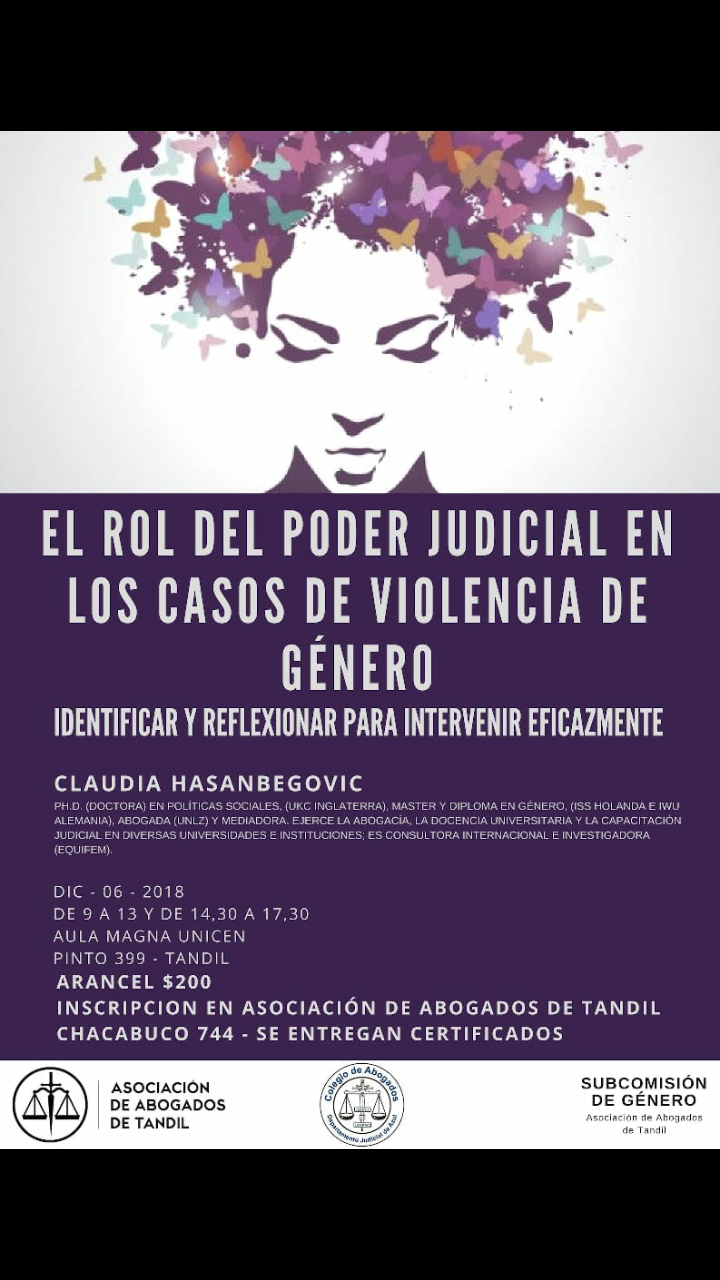 EL ROL DEL PODER JUDICIAL EN
LOS CASOS DE VIOLENCIA DE
GÉNERO
IDENTIFICAR Y REFLEXIONAR PARA INTERVENIR EFICAZMENTE
CLAUDIA HASANBEGOVIC
PH.D. (DOCTORA) EN POLÍTICAS SOCIALES, (UKC INGLATERRA), MASTER Y DIPLOMA EN GÉNERO, (ISS HOLANDA E IWU
ALEMANIA), ABOGADA (UNLZ) Y MEDIADORA. EJERCE LA ABOGACÍA, LA DOCENCIA UNIVERSITARIA Y LA CAPACITACIÓN
JUDICIAL EN DIVERSAS UNIVERSIDADES E INSTITUCIONES; ES CONSULTORA INTERNACIONAL E INVESTIGADORA
(EQUIFEM).
DIC - 06 - 2018
DE 9 A 13 Y DE 14,30 A 17,30
AULA MAGNA UNICEN
PINTO 399 - TANDIL
ARANCEL $200
INSCRIPCION EN ASOCIACIÓN DE ABOGADOS DE TANDIL
CHACABUCO 744 - SE ENTREGAN CERTIFICADOS
ASOCIACIÓN
DE ABOGADOS
DE TANDIL
Colegio de Abogados
Departamento Judicial de Azul
SUBCOMISIÓN
DE GÉNERO
Asociación de Abogados
de Tandil